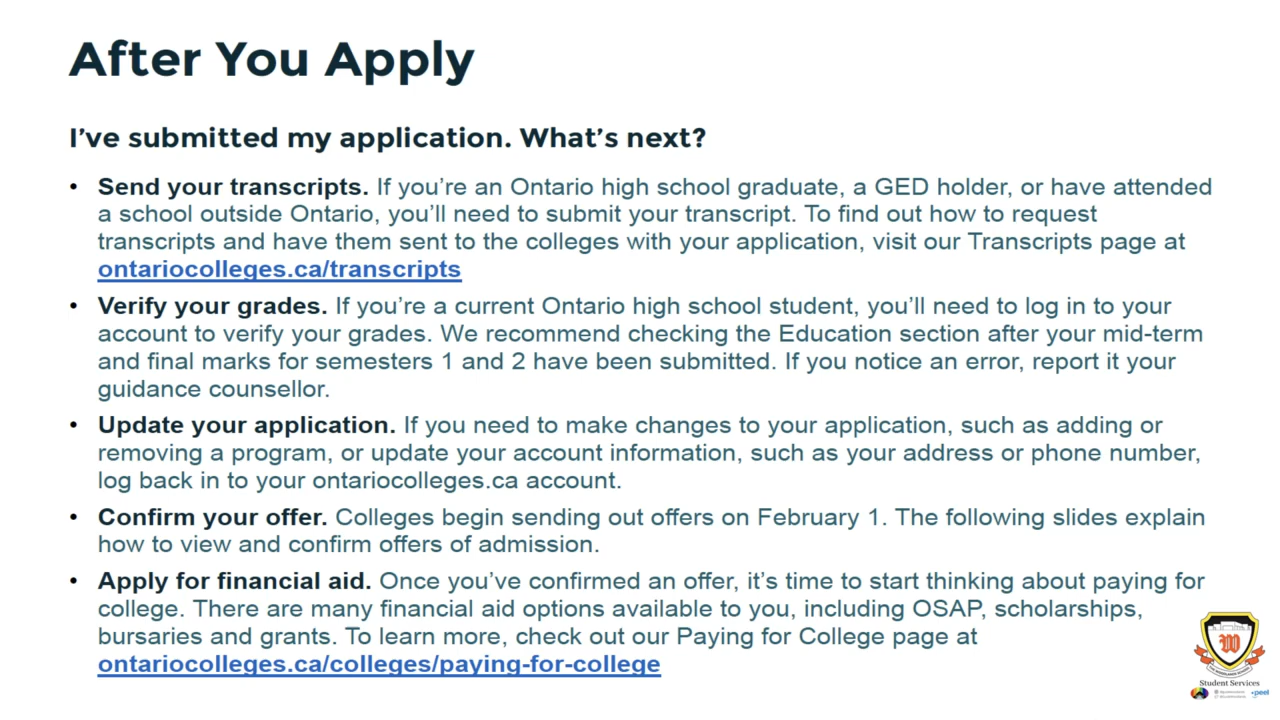 After You Apply
I've submitted my application. What's next?
• Send your transcripts. If you're an Ontario high school graduate, a GED holder, or have attended
a school outside Ontario, you'll need to submit your transcript. To find out how to request
transcripts and have them sent to the colleges with your application, visit our Transcripts page at
ontariocolleges.ca/transcripts
• Verify your grades. If you're a current Ontario high school student, you'll need to log in to your
account to verify your grades. We recommend checking the Education section after your mid-term
and final marks for semesters 1 and 2 have been submitted. If you notice an error, report it your
guidance counsellor.
• Update your application. If you need to make changes to your application, such as adding or
removing a program, or update your account information, such as your address or phone number,
log back in to your ontariocolleges.ca account.
• Confirm your offer. Colleges begin sending out offers on February 1. The following slides explain
how to view and confirm offers of admission.
• Apply for financial aid. Once you've confirmed an offer, it's time to start thinking about paying for
college. There are many financial aid options available to you, including OSAP, scholarships,
bursaries and grants. To learn more, check out our Paying for College page at
ontariocolleges.ca/colleges/paying-for-college
W
Student Services
peel